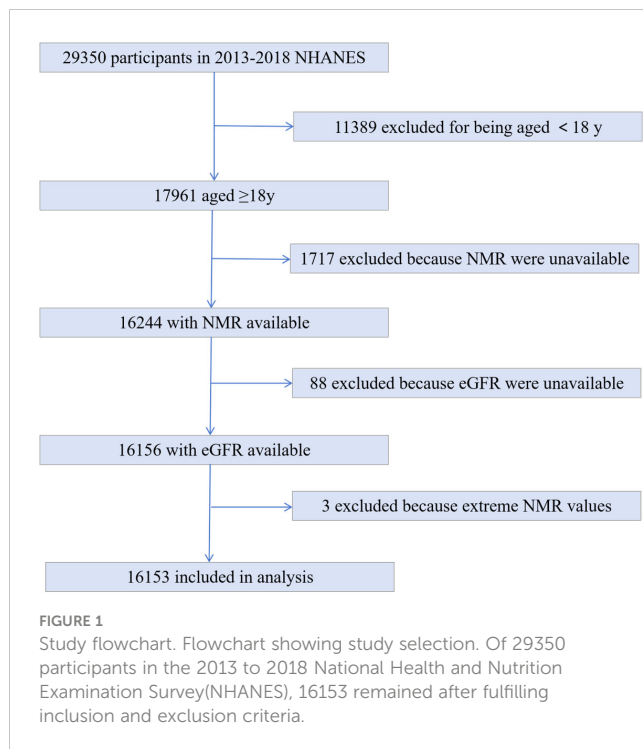 29350 participants in 2013-2018 NHANES
11389 excluded for being aged < 18 y
17961 aged ≥18y
1717 excluded because NMR were unavailable
16244 with NMR available
88 excluded because eGFR were unavailable
16156 with eGFR available
3 excluded because extreme NMR values
16153 included in analysis
FIGURE 1
Study flowchart. Flowchart showing study selection. Of 29350
participants in the 2013 to 2018 National Health and Nutrition
Examination Survey(NHANES), 16153 remained after fulfilling
inclusion and exclusion criteria.